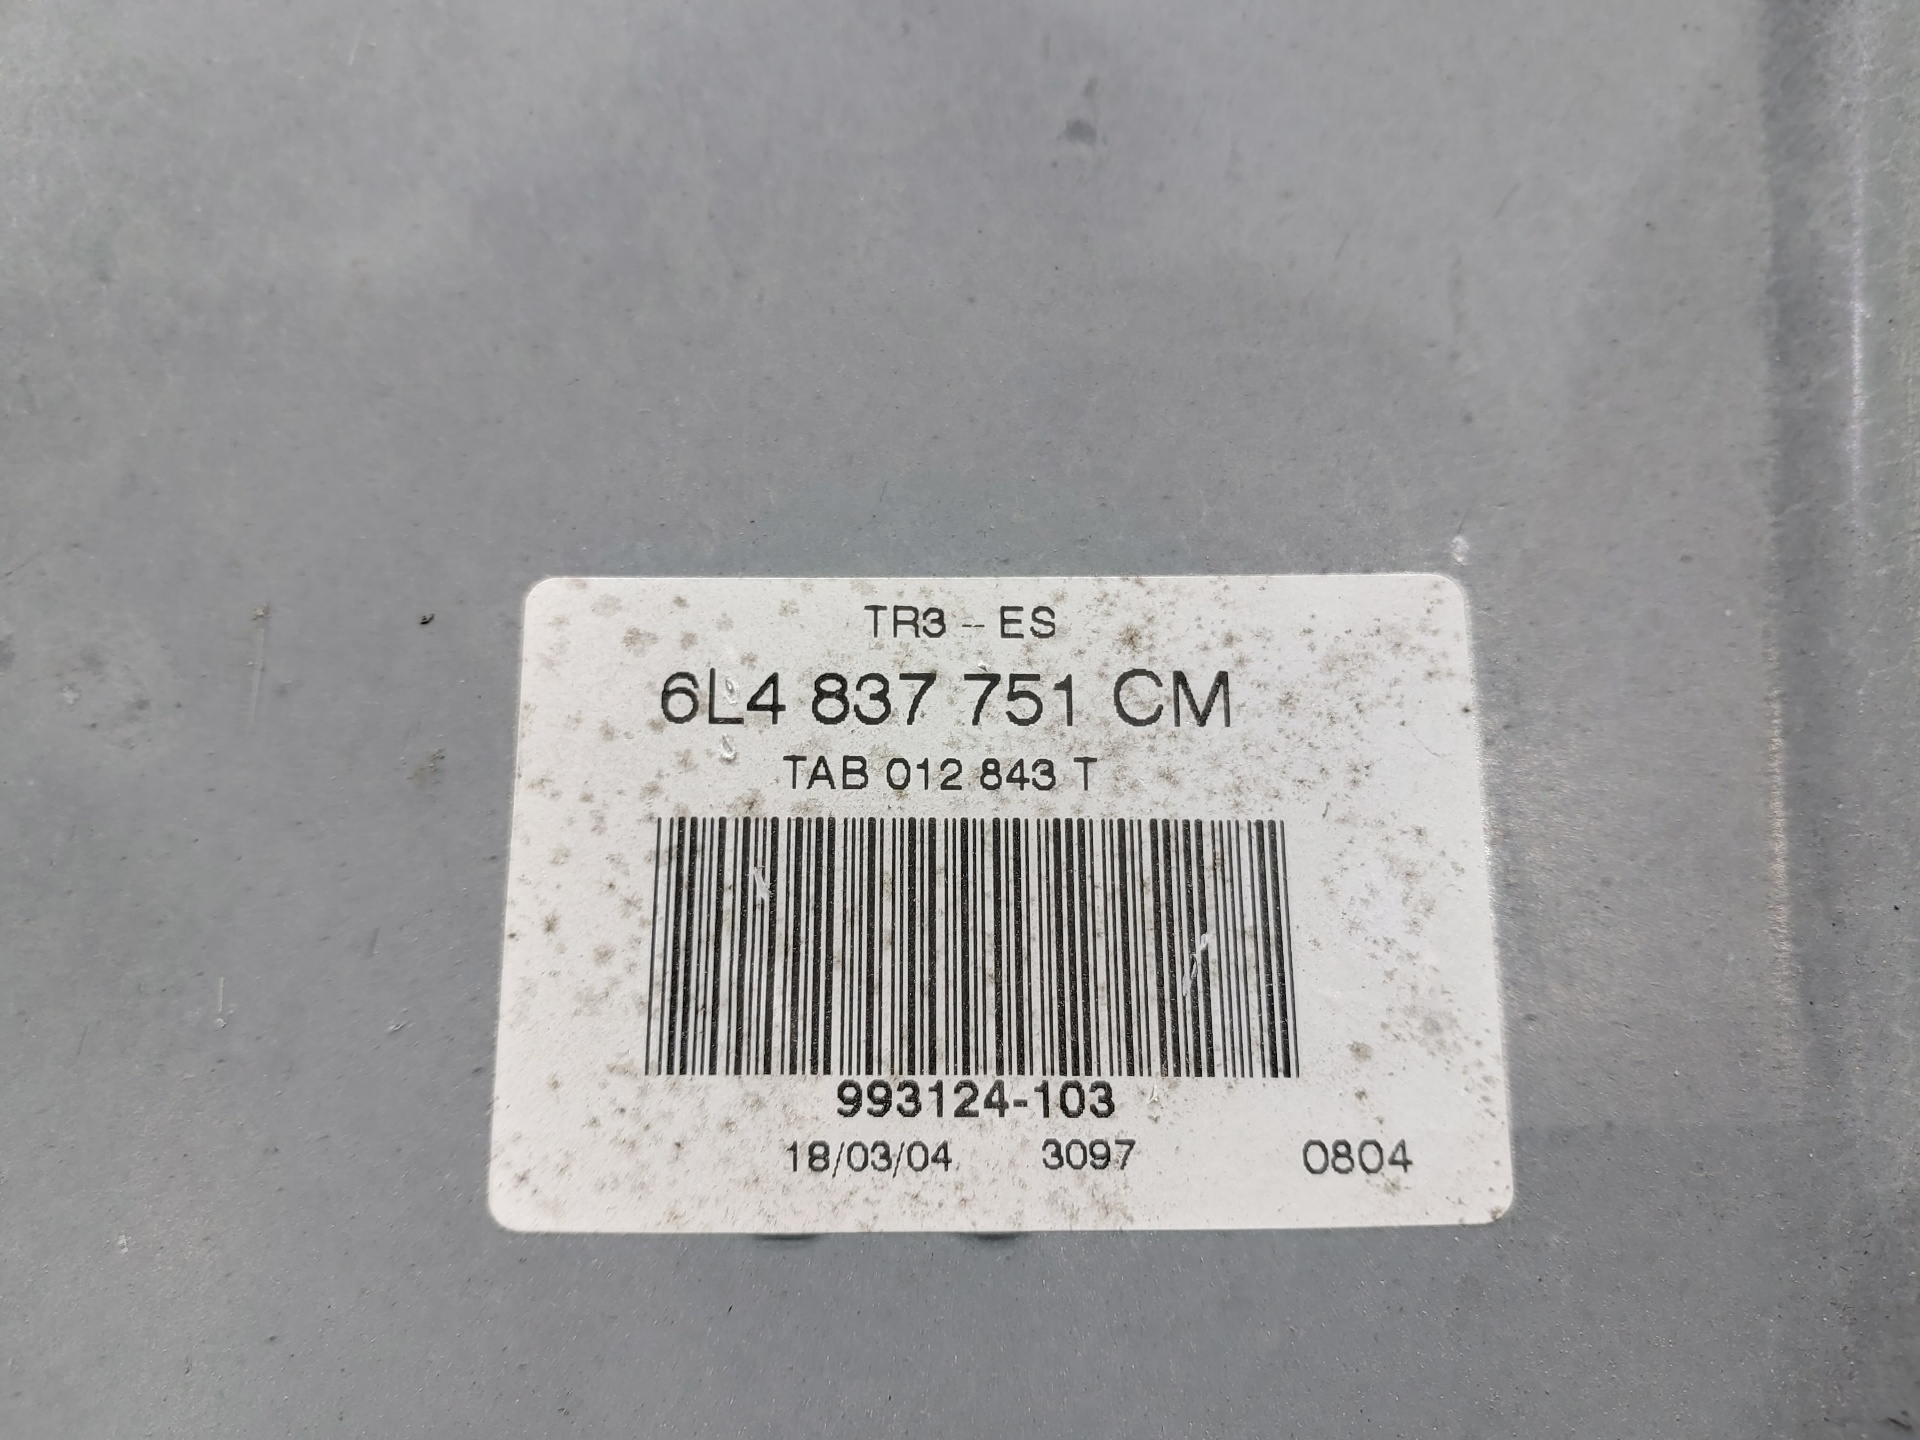 TR3 - ES
6L4 837 751 CM
TAB 012 843 T
993124-103
18/03/04 3097 0804